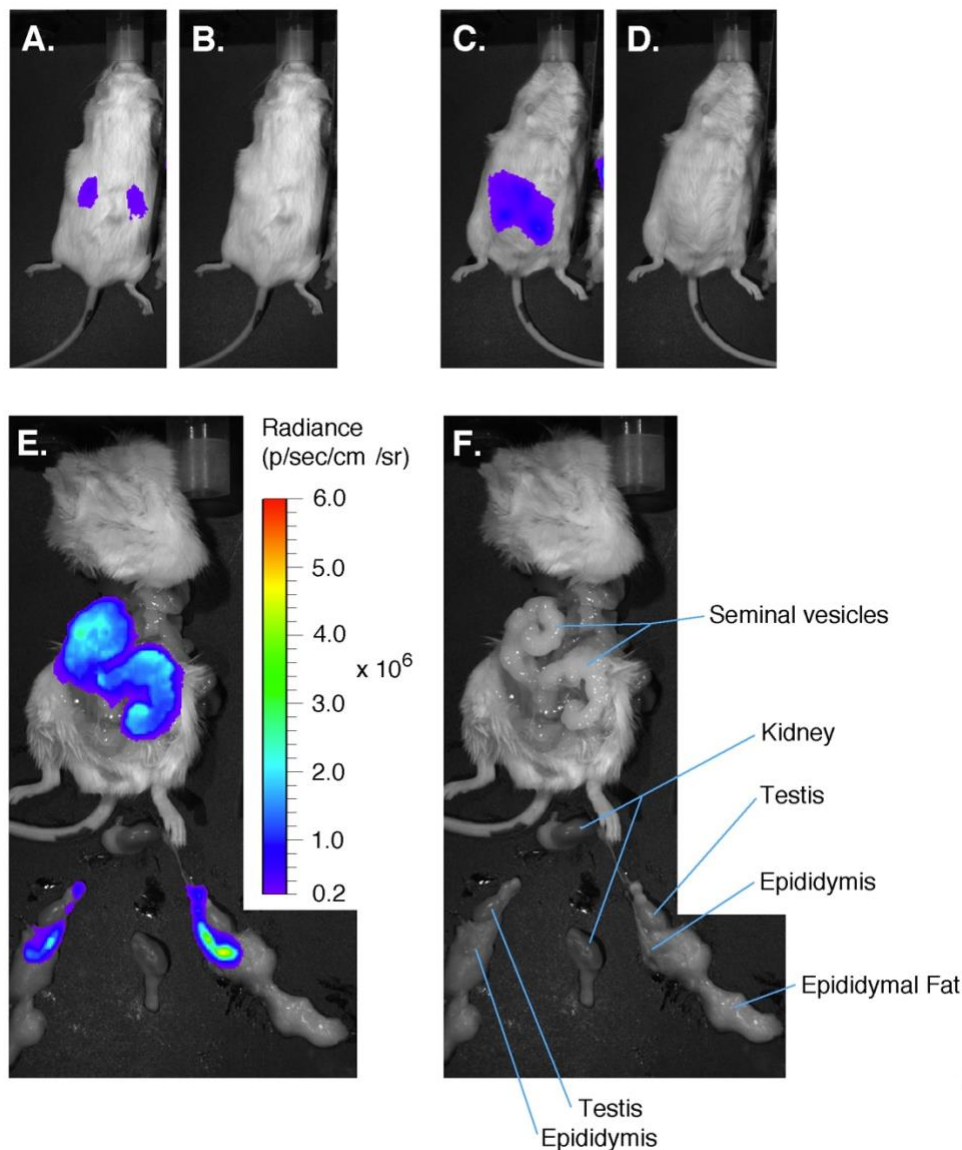 A.
B.
C.
D.
E.
Radiance
(p/sec/cm /sr)
6.0
5.0
4.0
x 10⁶
3.0
2.0
1.0
0.2
F.
Seminal vesicles
Kidney
Testis
Epididymis
Epididymal Fat
Testis
Epididymis